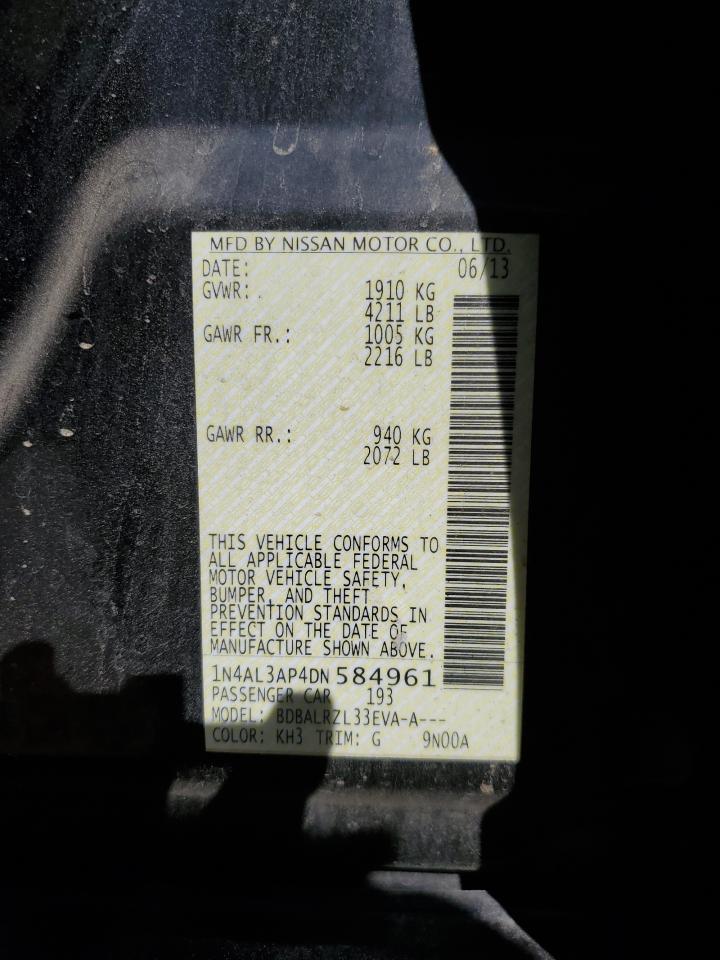 MFD BY NISSAN MOTOR CO., LTD.
DATE: 06/13
GVWR: 1910 KG
4211 LB
GAWR FR.: 1005 KG
2216 LB
GAWR RR.: 940 KG
2072 LB
THIS VEHICLE CONFORMS TO
ALL APPLICABLE FEDERAL
MOTOR VEHICLE SAFETY,
BUMPER, AND THEFT
PREVENTION STANDARDS IN
EFFECT ON THE DATE OF
MANUFACTURE SHOWN ABOVE.
1N4AL3AP4DN584961
PASSENGER CAR 193
MODEL: BDBALRZL33EVA-A---
COLOR: KH3 TRIM: G 9N00A